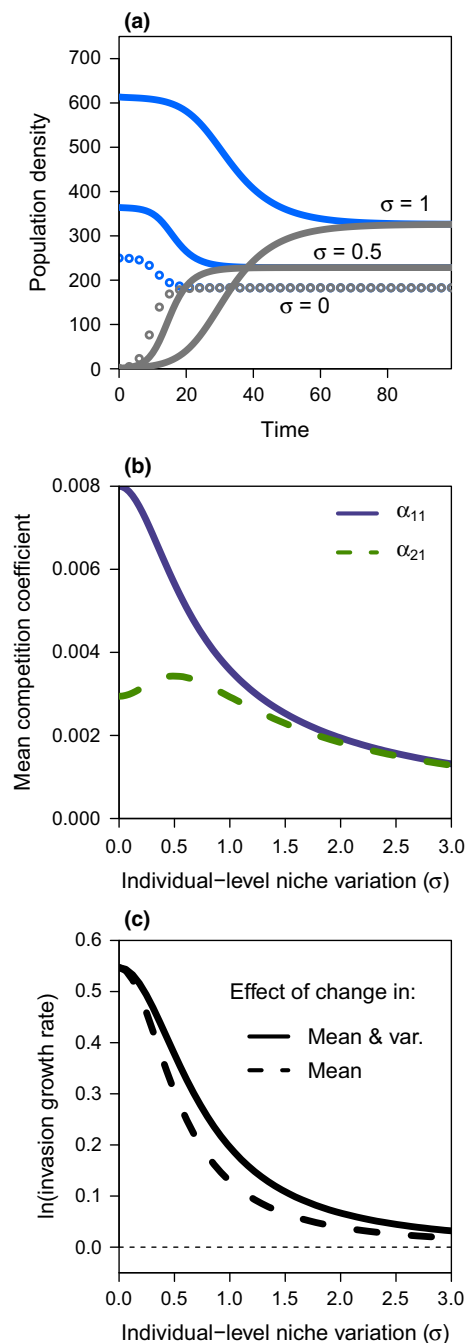 (a)
700
600
500
400
300
200
100
0
Population density
σ = 1
σ = 0.5
σ = 0
0 20 40 60 80
Time
(b)
0.008
0.006
0.004
0.002
0.000
Mean competition coefficient
α11
α21
0.0 0.5 1.0 1.5 2.0 2.5 3.0
Individual−level niche variation (σ)
(c)
0.6
0.5
0.4
0.3
0.2
0.1
0.0
ln(invasion growth rate)
Effect of change in:
Mean & var.
Mean
0.0 0.5 1.0 1.5 2.0 2.5 3.0
Individual−level niche variation (σ)